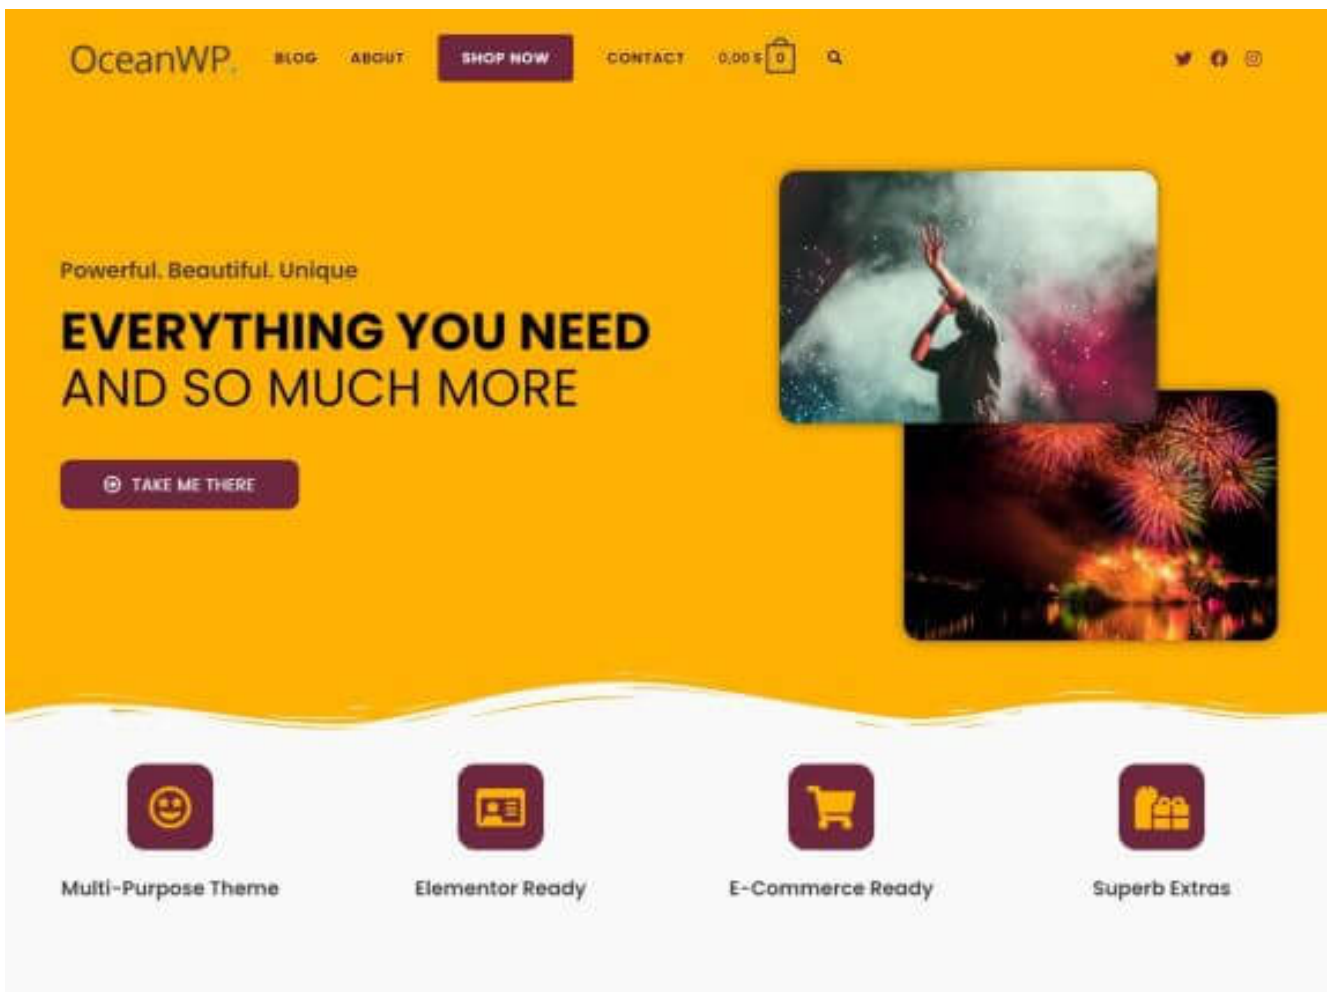 OceanWP. BLOG ABOUT SHOP NOW CONTACT 0,00 $ 0
Powerful. Beautiful. Unique
EVERYTHING YOU NEED
AND SO MUCH MORE
TAKE ME THERE
Multi-Purpose Theme Elementor Ready E-Commerce Ready Superb Extras